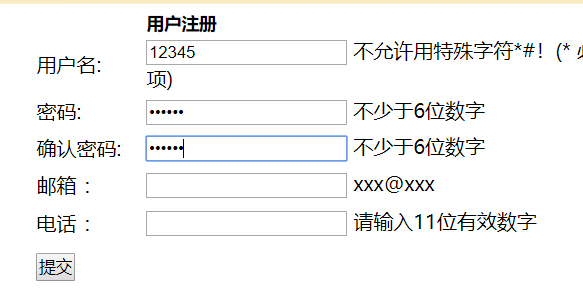 用户注册
用户名: 12345 不允许用特殊字符*#！(*
项)
密码: •••••• 不少于6位数字
确认密码: •••••• 不少于6位数字
邮箱： xxx@xxx
电话： 请输入11位有效数字
提交